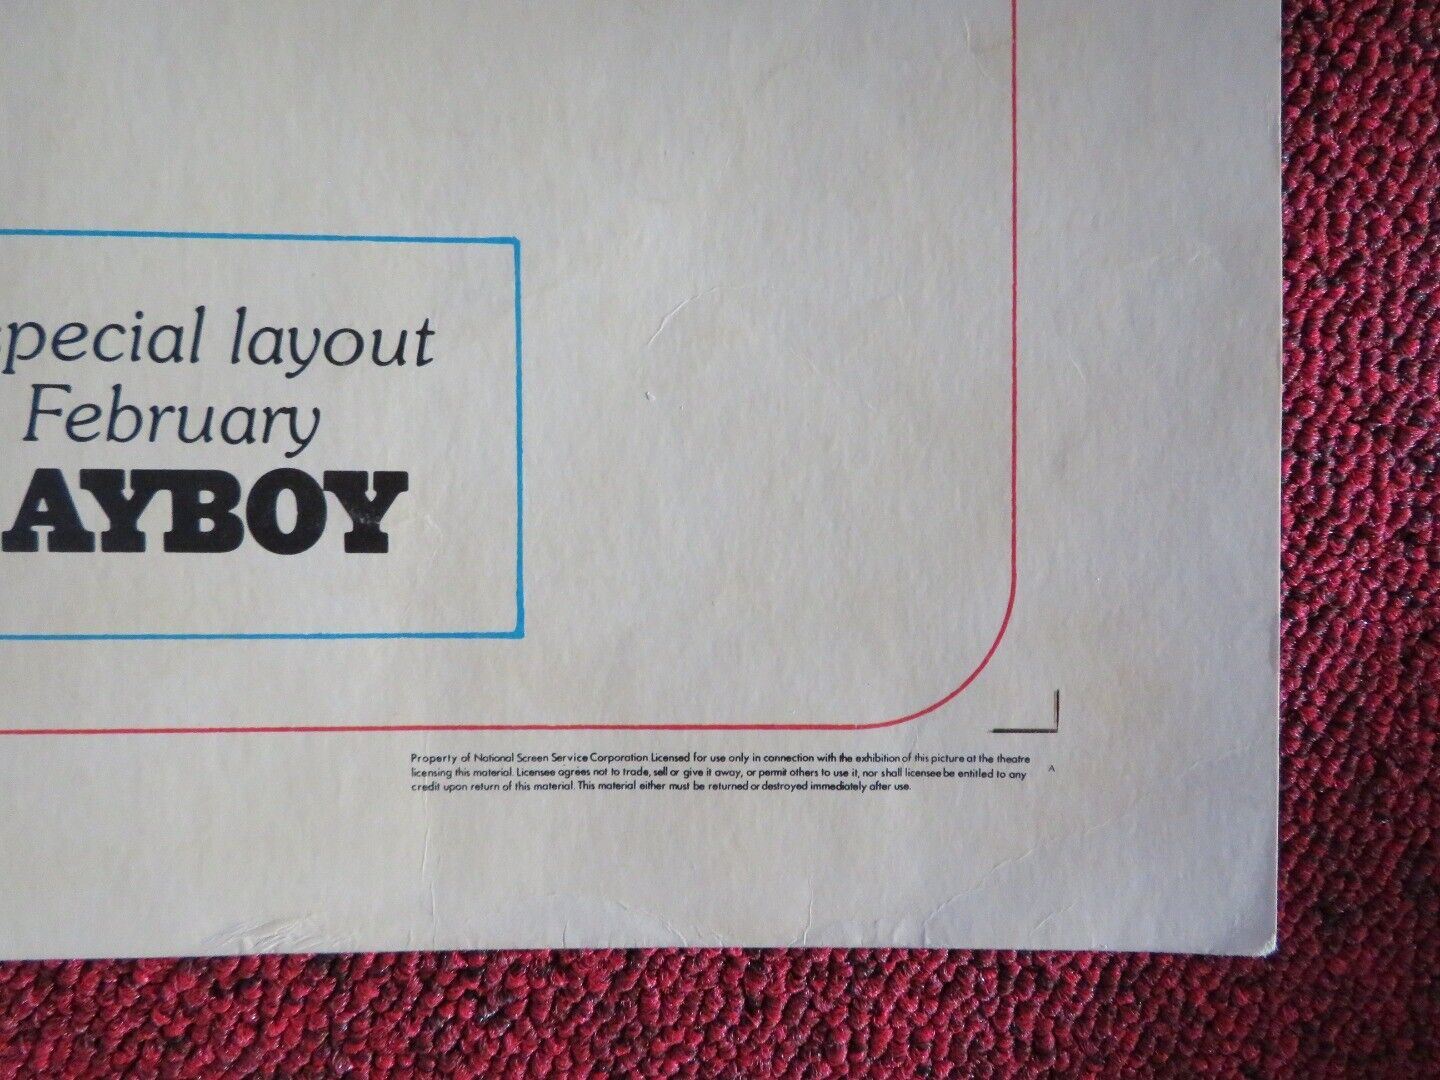 special layout
February
AYBOY
Property of National Screen Service Corporation Licensed for use only in connection with the exhibition of this picture at the theatre
licensing this material. Licensee agrees not to trade, sell or give it away, or permit others to use it, nor shall licensee be entitled to any
credit upon return of this material. This material either must be returned or destroyed immediately after use.
A